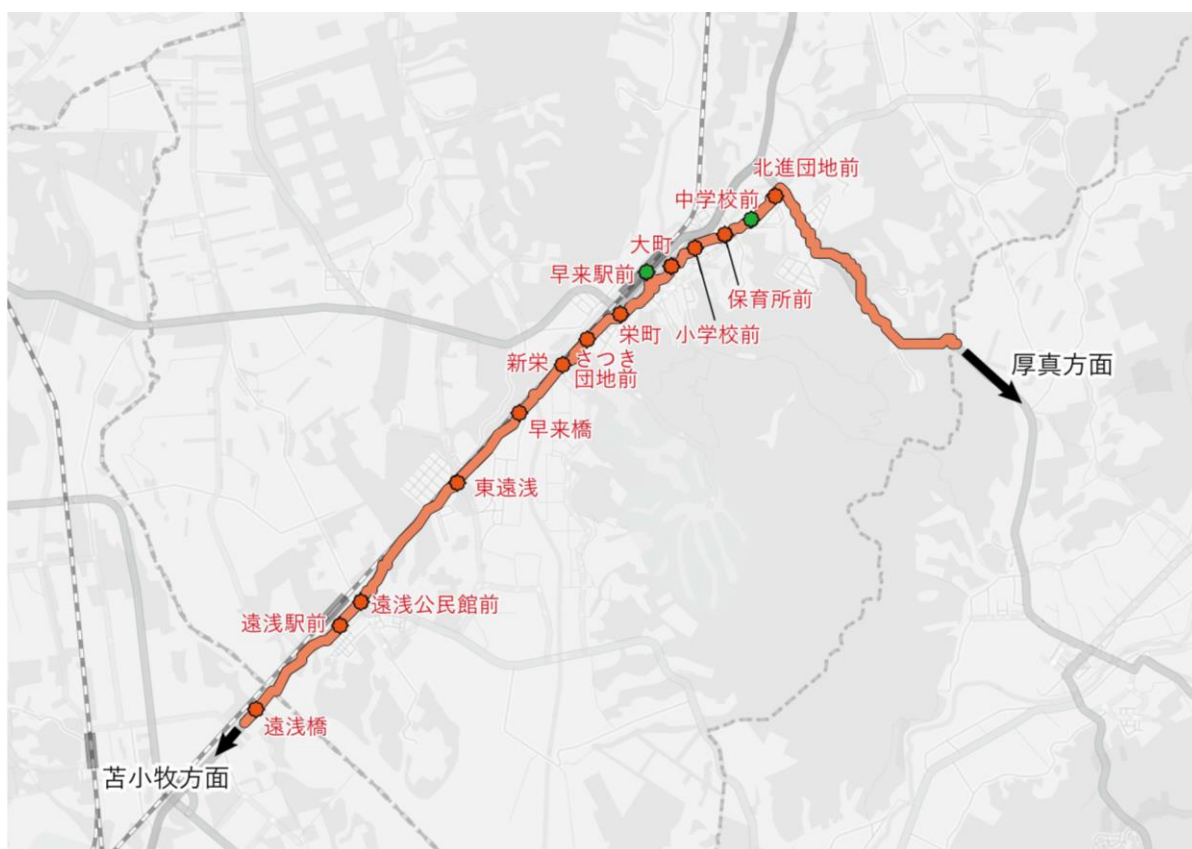 北進団地前
中学校前
大町
早来駅前
保育所前
栄町
小学校前
新栄
さつき
団地前
厚真方面
早来橋
東遠浅
遠浅公民館前
遠浅駅前
遠浅橋
苫小牧方面